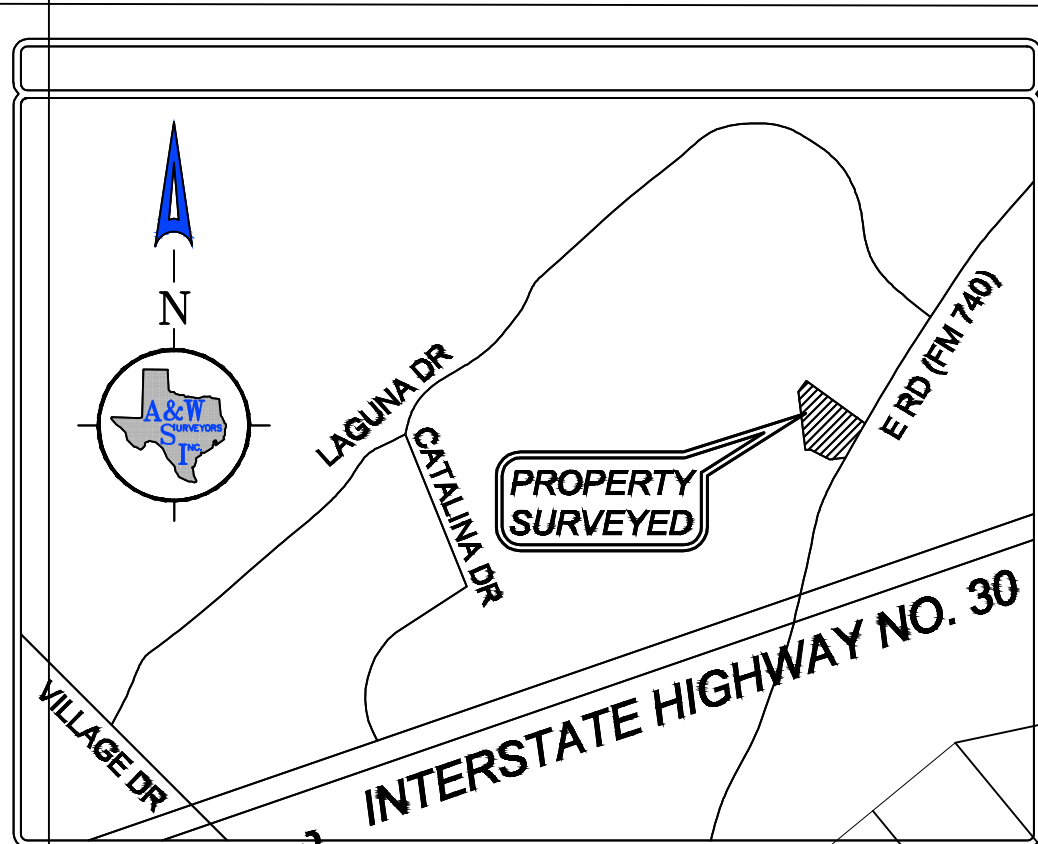 N
A&W
SURVEYORS
S
INC.
LAGUNA DR
CATALINA DR
E RD (FM 740)
PROPERTY
SURVEYED
INTERSTATE HIGHWAY NO. 30
VILLAGE DR